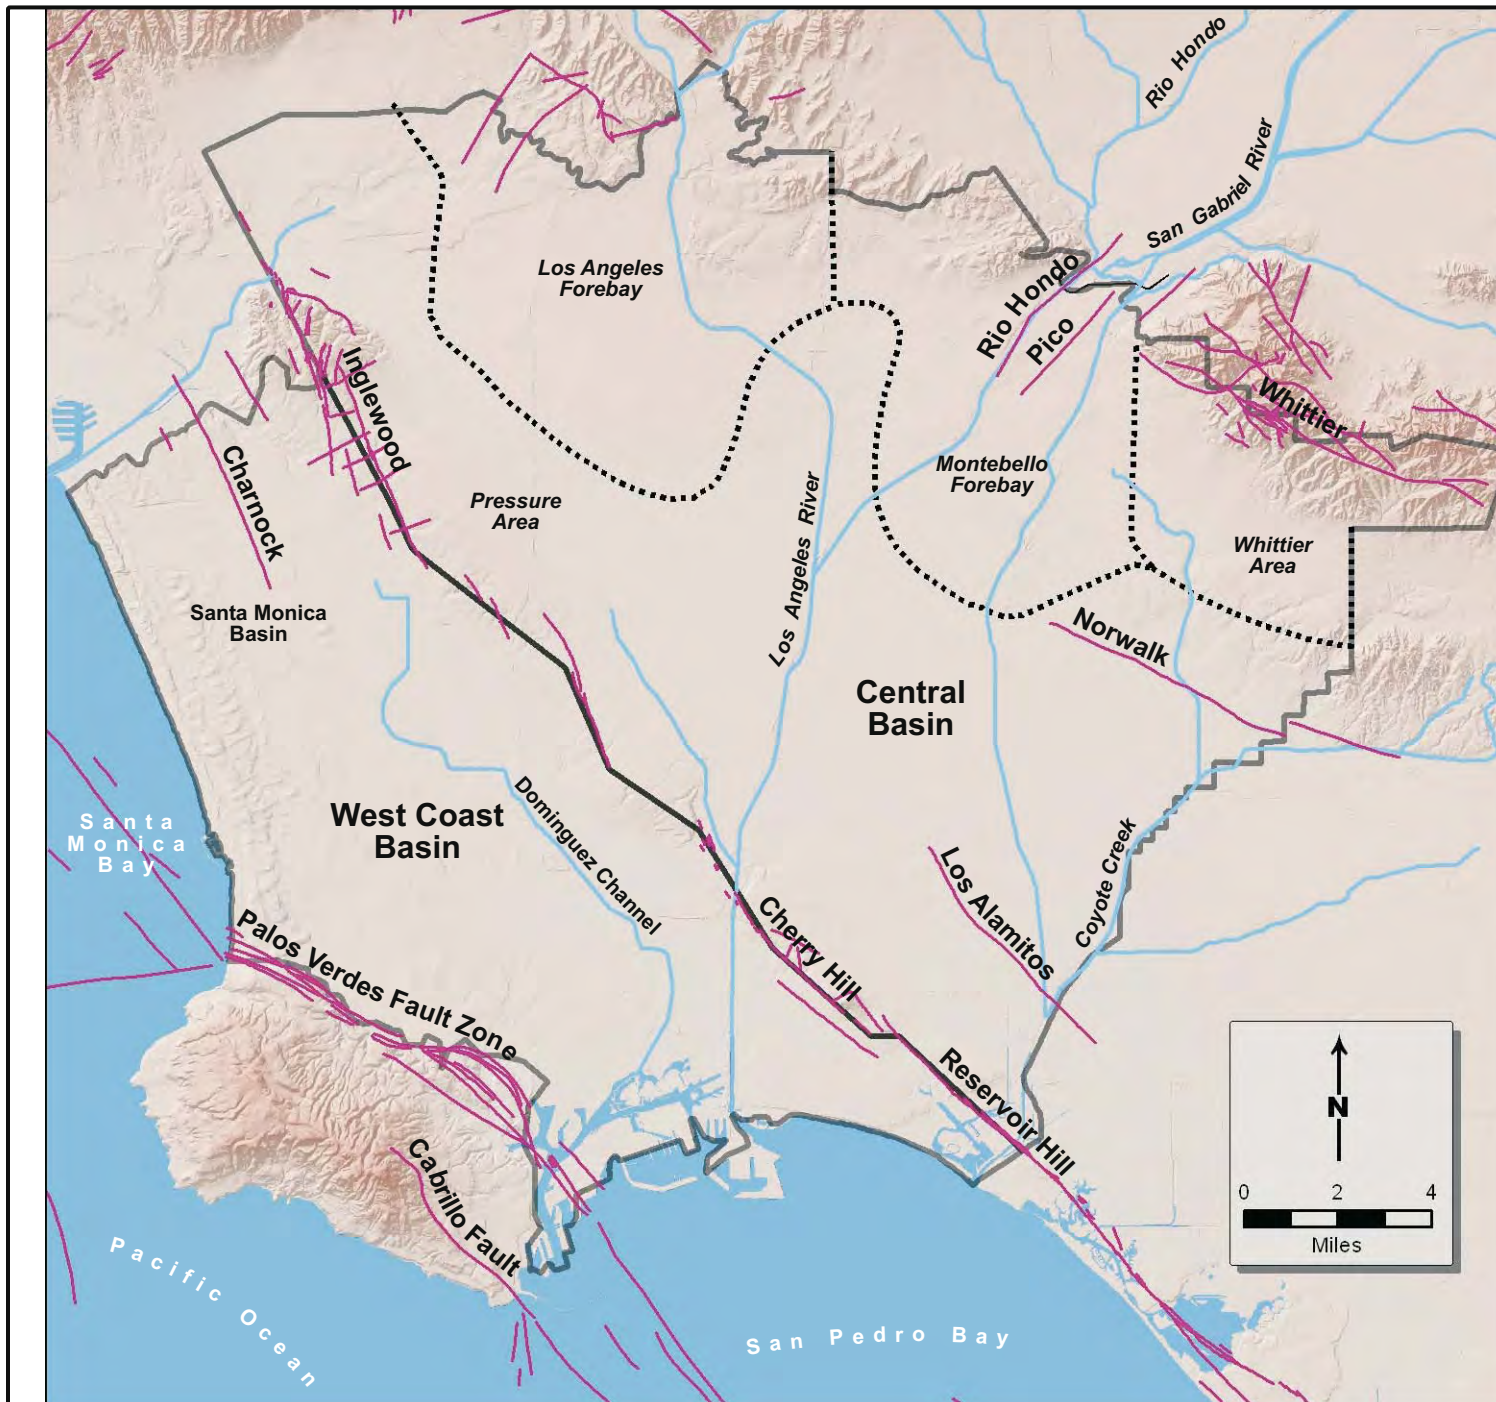 Rio Hondo
San Gabriel River
Los Angeles
Forebay
Rio Hondo
Pico
Inglewood
Whittier
Charnock
Montebello
Forebay
Pressure
Area
Los Angeles River
Whittier
Area
Santa Monica
Basin
Norwalk
Central
Basin
West Coast
Basin
Dominguez Channel
Santa
Monica
Bay
Los Alamitos
Coyote Creek
Cherry Hill
Palos Verdes Fault Zone
Reservoir Hill
N
0 2 4
Miles
Cabrillo Fault
Pacific Ocean
San Pedro Bay